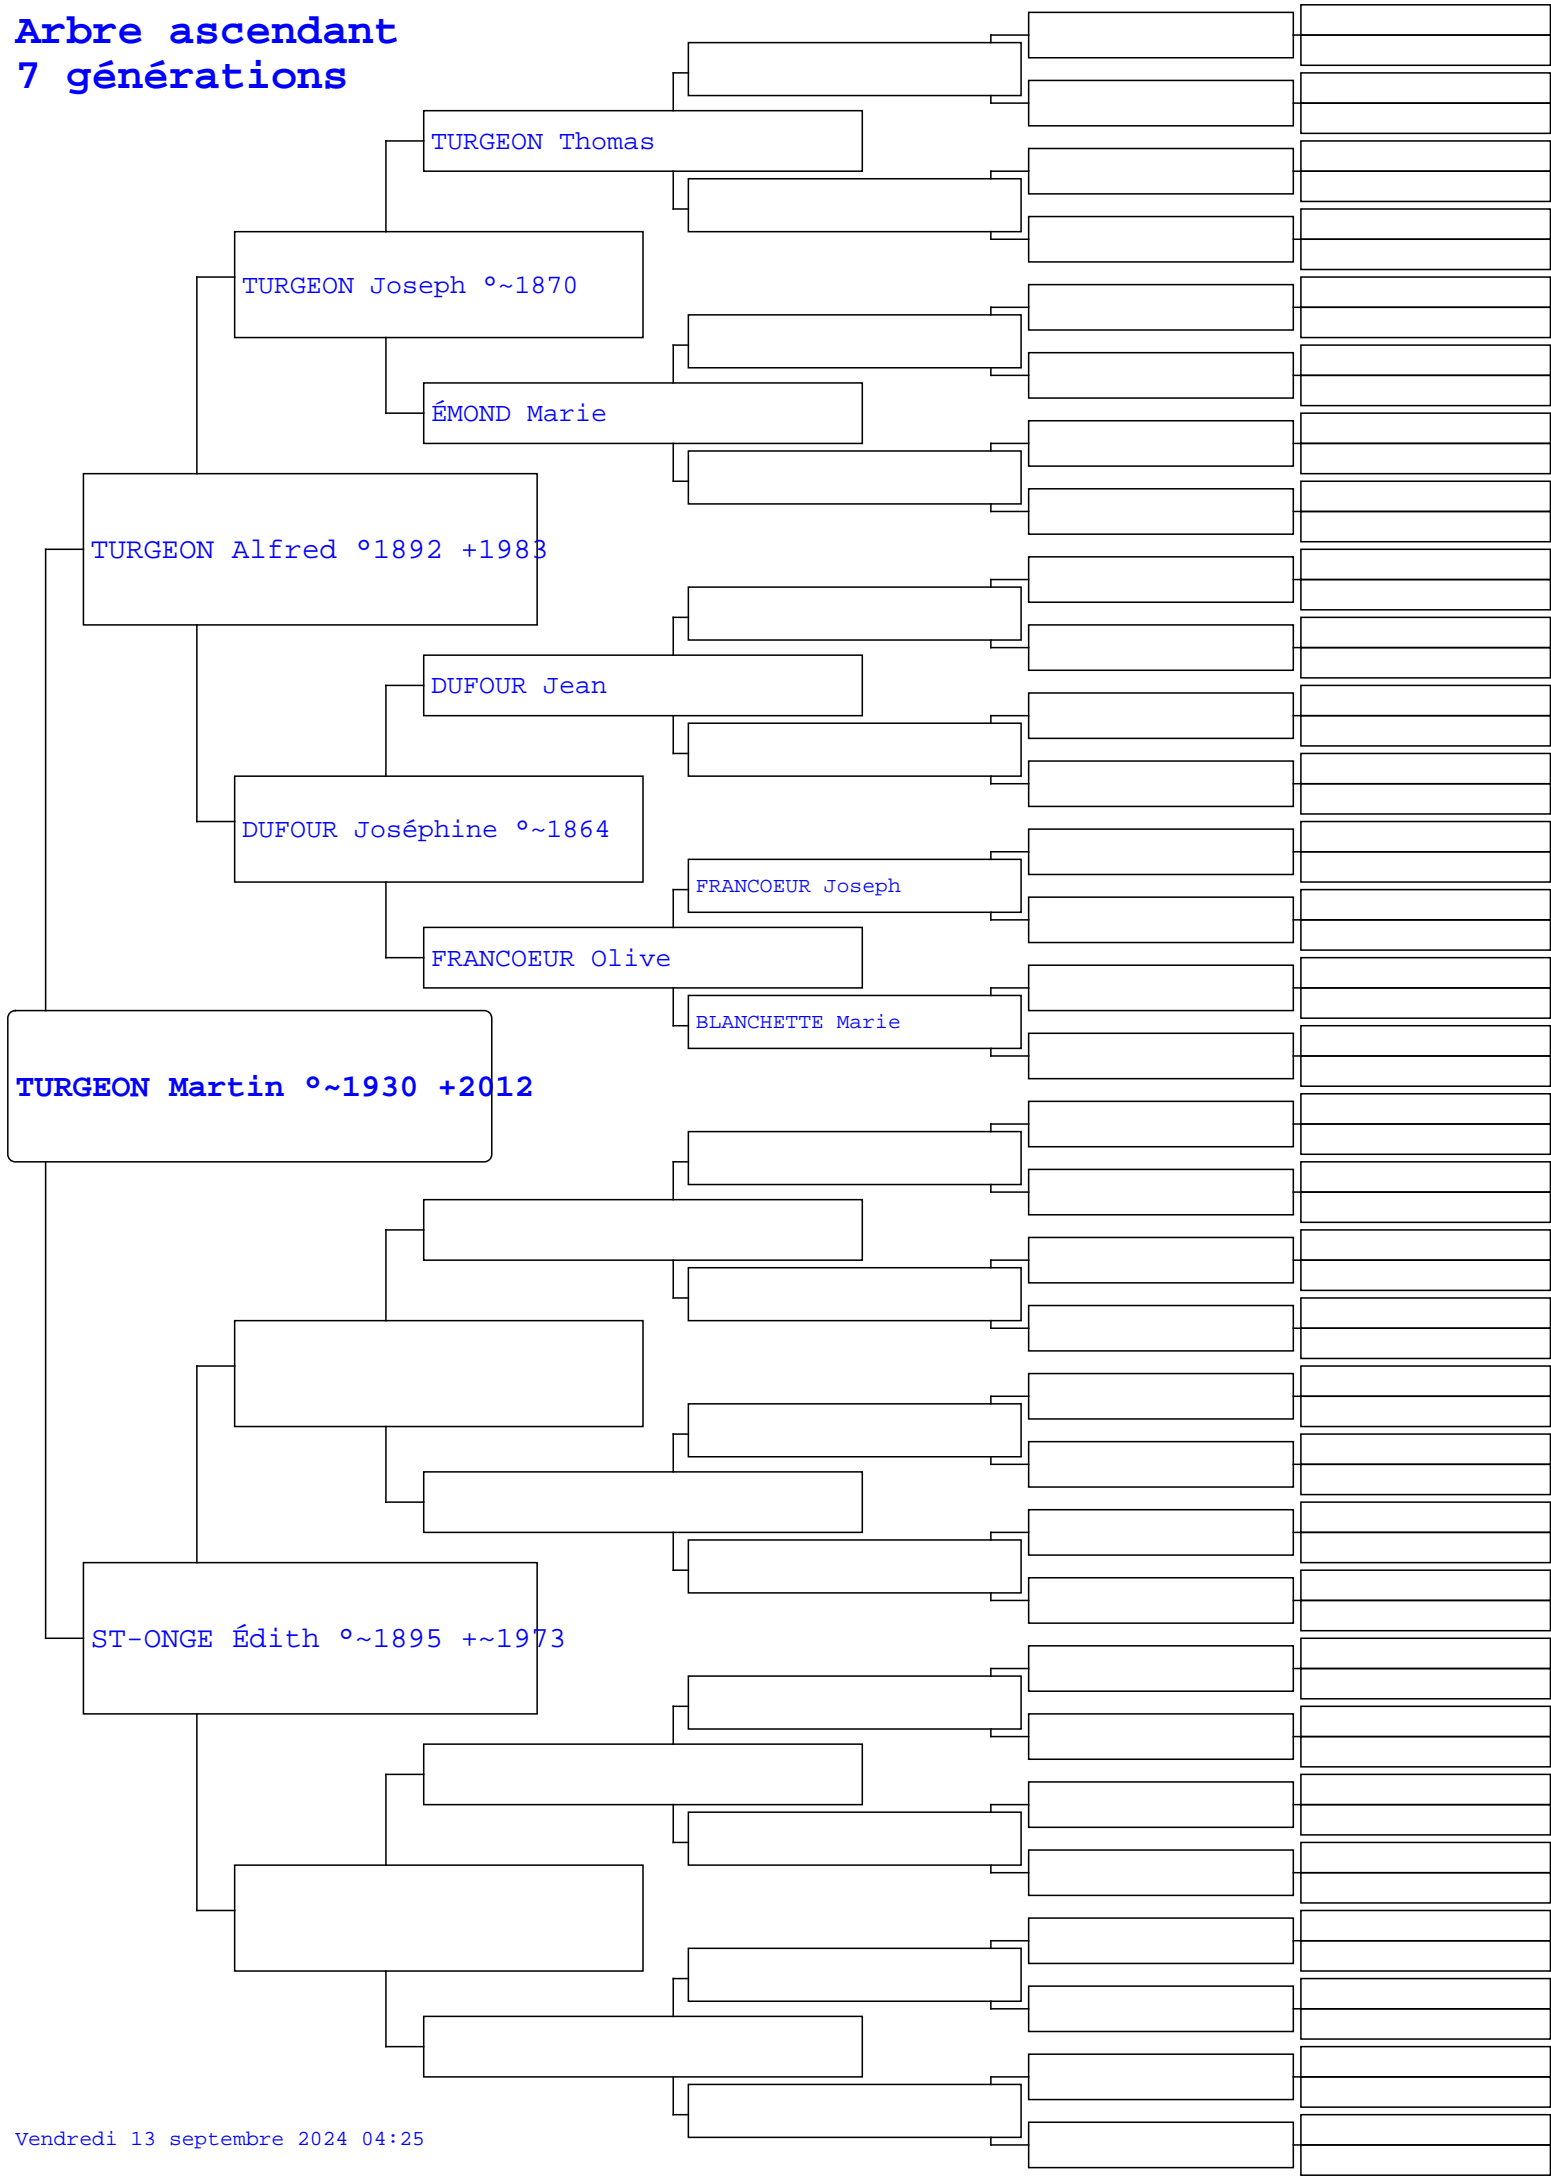 Arbre ascendant
7 générations
TURGEON Thomas
TURGEON Joseph °~1870
ÉMOND Marie
TURGEON Alfred °1892 +1983
DUFOUR Jean
DUFOUR Joséphine °~1864
FRANCOEUR Joseph
FRANCOEUR Olive
BLANCHETTE Marie
TURGEON Martin °~1930 +2012
ST-ONGE Édith °~1895 +~1973
Vendredi 13 septembre 2024 04:25